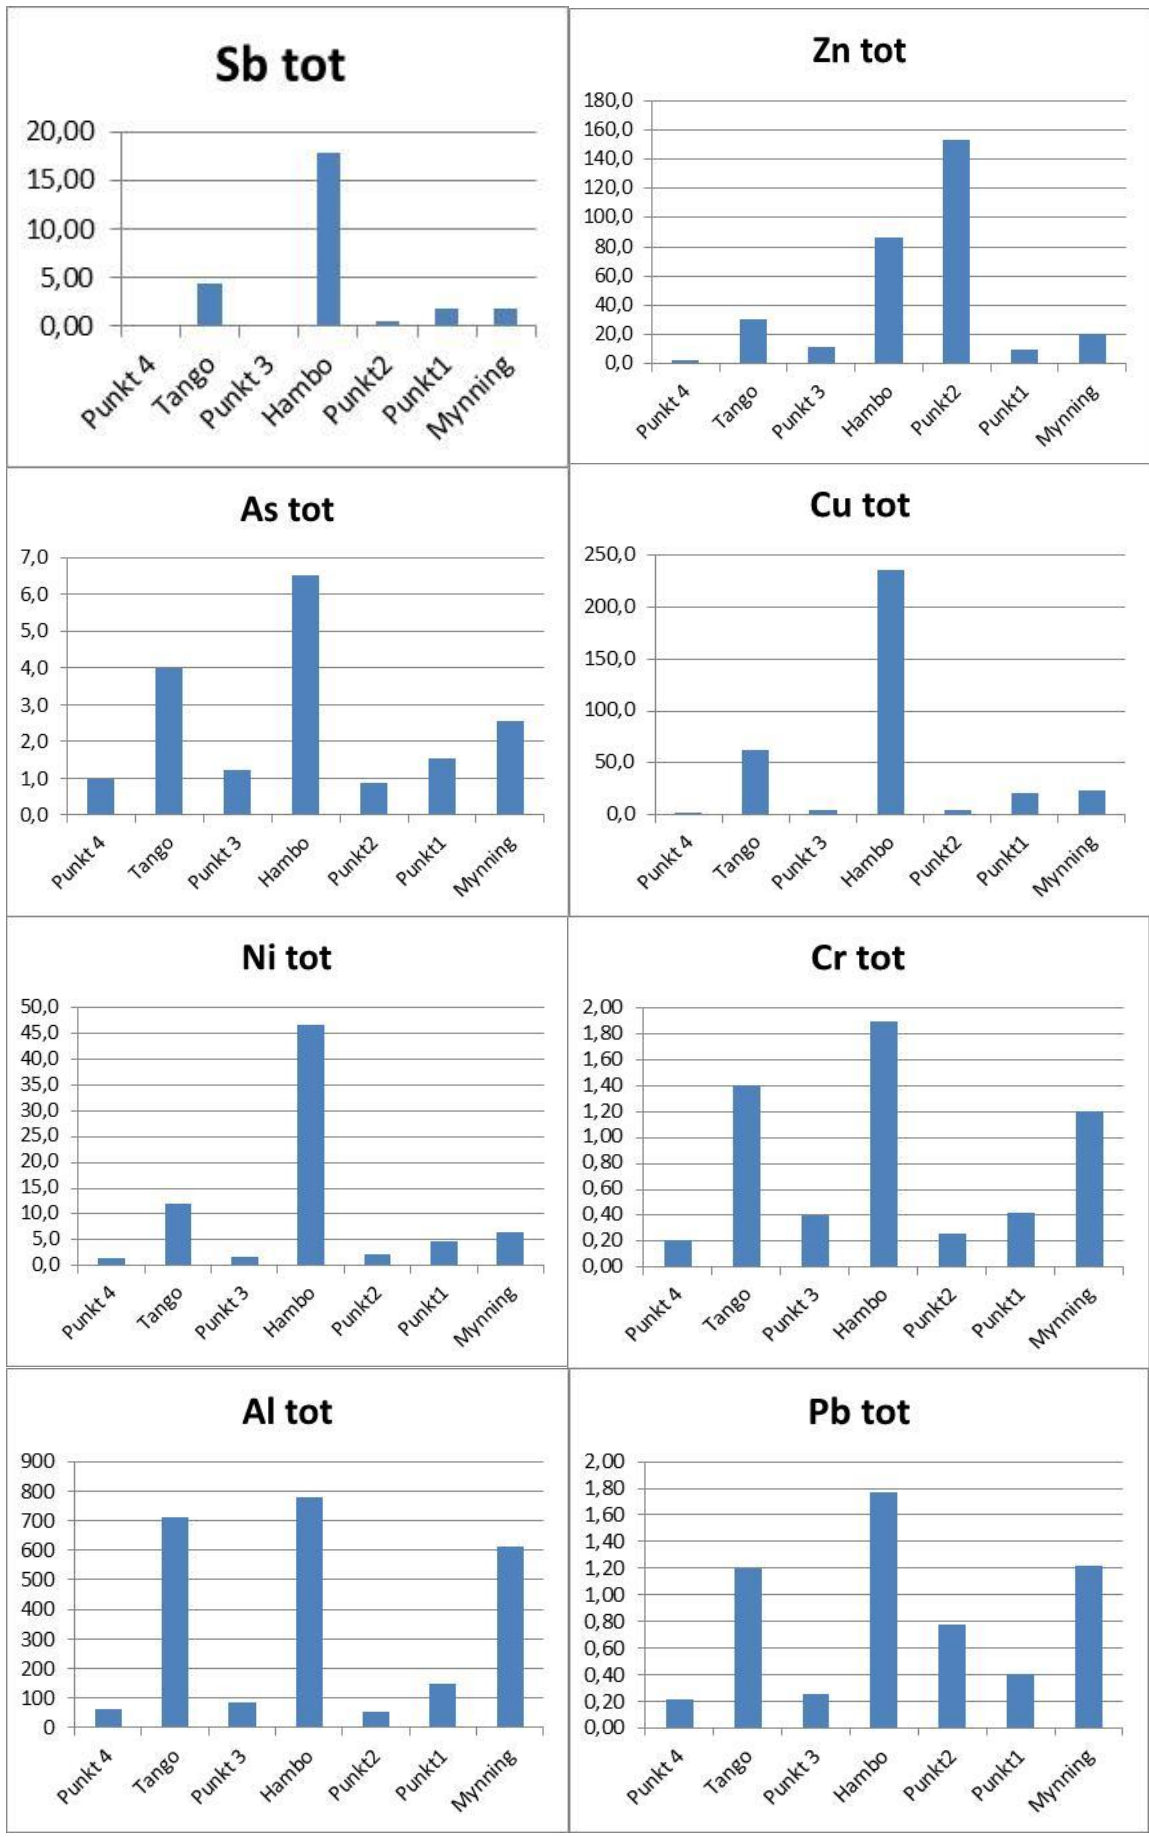 Sb tot
20,00
15,00
10,00
5,00
0,00
Punkt 4
Tango
Punkt 3
Hambo
Punkt2
Punkt1
Mynning
Zn tot
180,0
160,0
140,0
120,0
100,0
80,0
60,0
40,0
20,0
0,0
Punkt 4
Tango
Punkt 3
Hambo
Punkt2
Punkt1
Mynning
As tot
7,0
6,0
5,0
4,0
3,0
2,0
1,0
0,0
Punkt 4
Tango
Punkt 3
Hambo
Punkt2
Punkt1
Mynning
Cu tot
250,0
200,0
150,0
100,0
50,0
0,0
Punkt 4
Tango
Punkt 3
Hambo
Punkt2
Punkt1
Mynning
Ni tot
50,0
45,0
40,0
35,0
30,0
25,0
20,0
15,0
10,0
5,0
0,0
Punkt 4
Tango
Punkt 3
Hambo
Punkt2
Punkt1
Mynning
Cr tot
2,00
1,80
1,60
1,40
1,20
1,00
0,80
0,60
0,40
0,20
0,00
Punkt 4
Tango
Punkt 3
Hambo
Punkt2
Punkt1
Mynning
Al tot
900
800
700
600
500
400
300
200
100
0
Punkt 4
Tango
Punkt 3
Hambo
Punkt2
Punkt1
Mynning
Pb tot
2,00
1,80
1,60
1,40
1,20
1,00
0,80
0,60
0,40
0,20
0,00
Punkt 4
Tango
Punkt 3
Hambo
Punkt2
Punkt1
Mynning